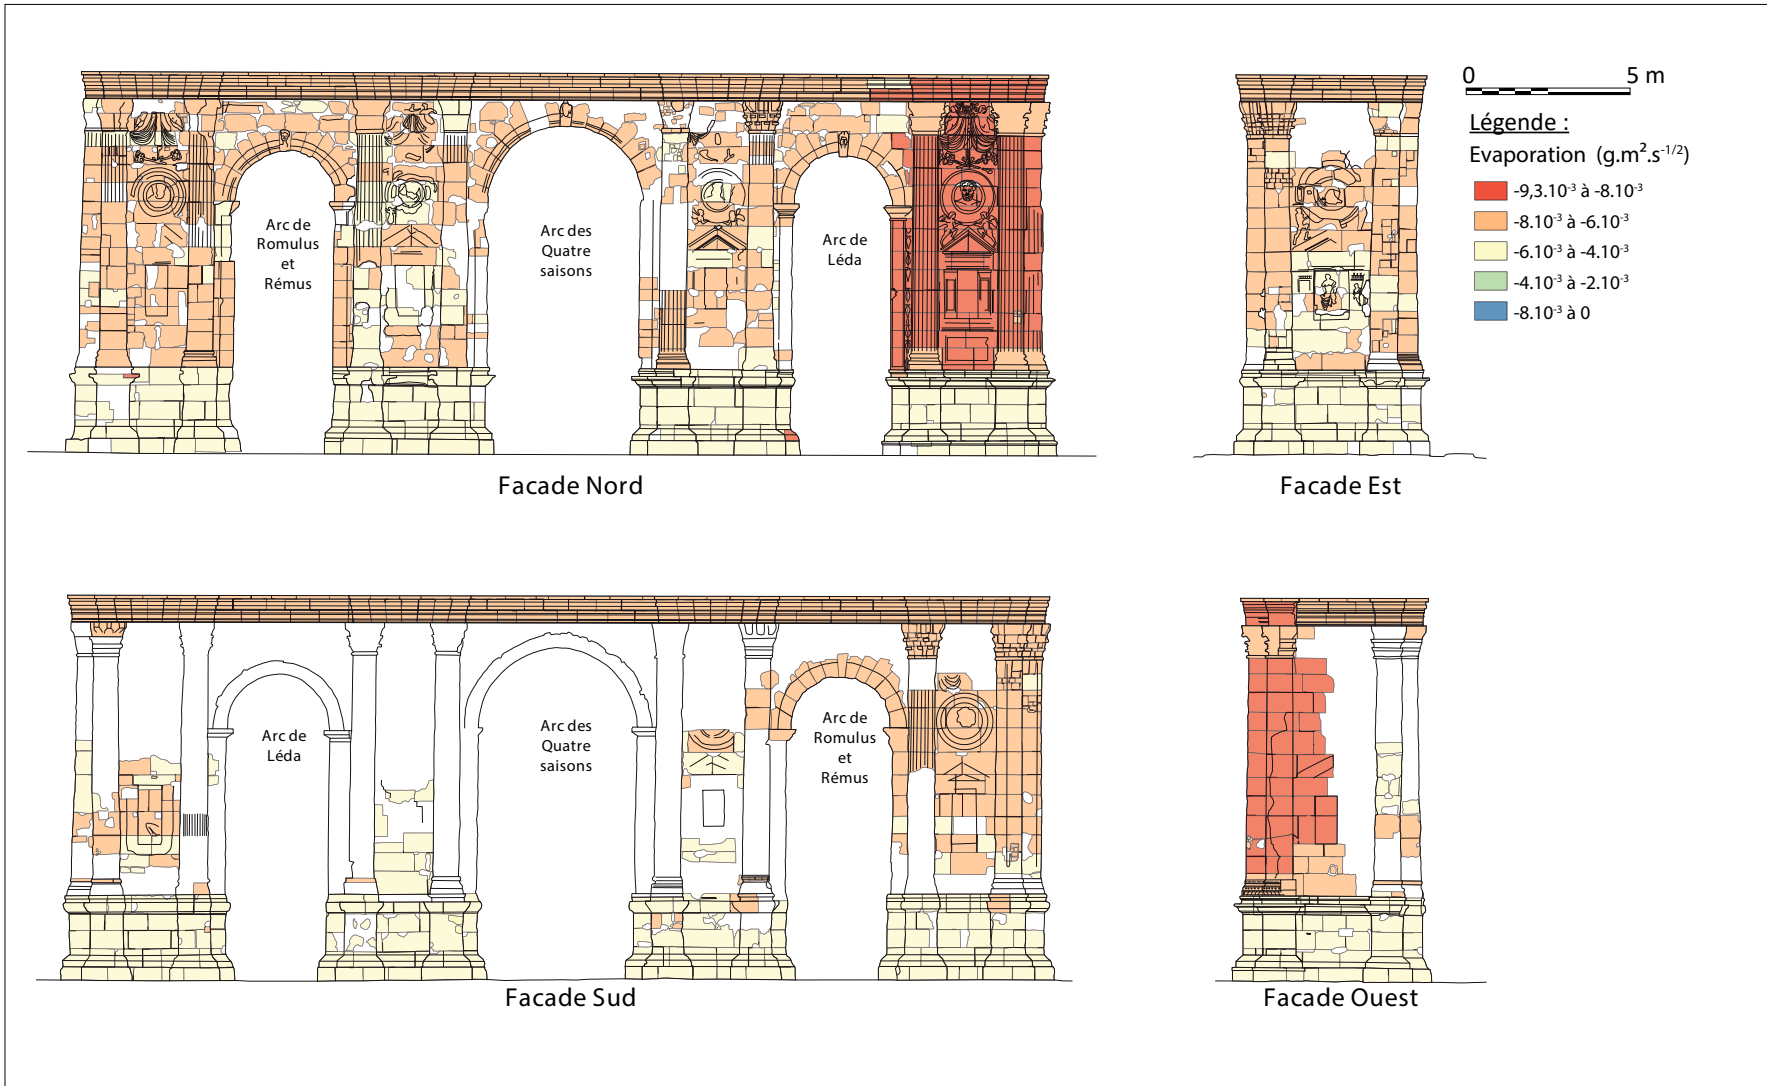 0 5 m
Légende :
Evaporation (g.m².s⁻¹/²)
-9,3.10⁻³ à -8.10⁻³
-8.10⁻³ à -6.10⁻³
-6.10⁻³ à -4.10⁻³
-4.10⁻³ à -2.10⁻³
-8.10⁻³ à 0
Arc de
Romulus
et
Rémus
Arc des
Quatre
saisons
Arc de
Léda
Facade Nord
Facade Est
Arc de
Léda
Arc des
Quatre
saisons
Arc de
Romulus
et
Rémus
Facade Sud
Facade Ouest